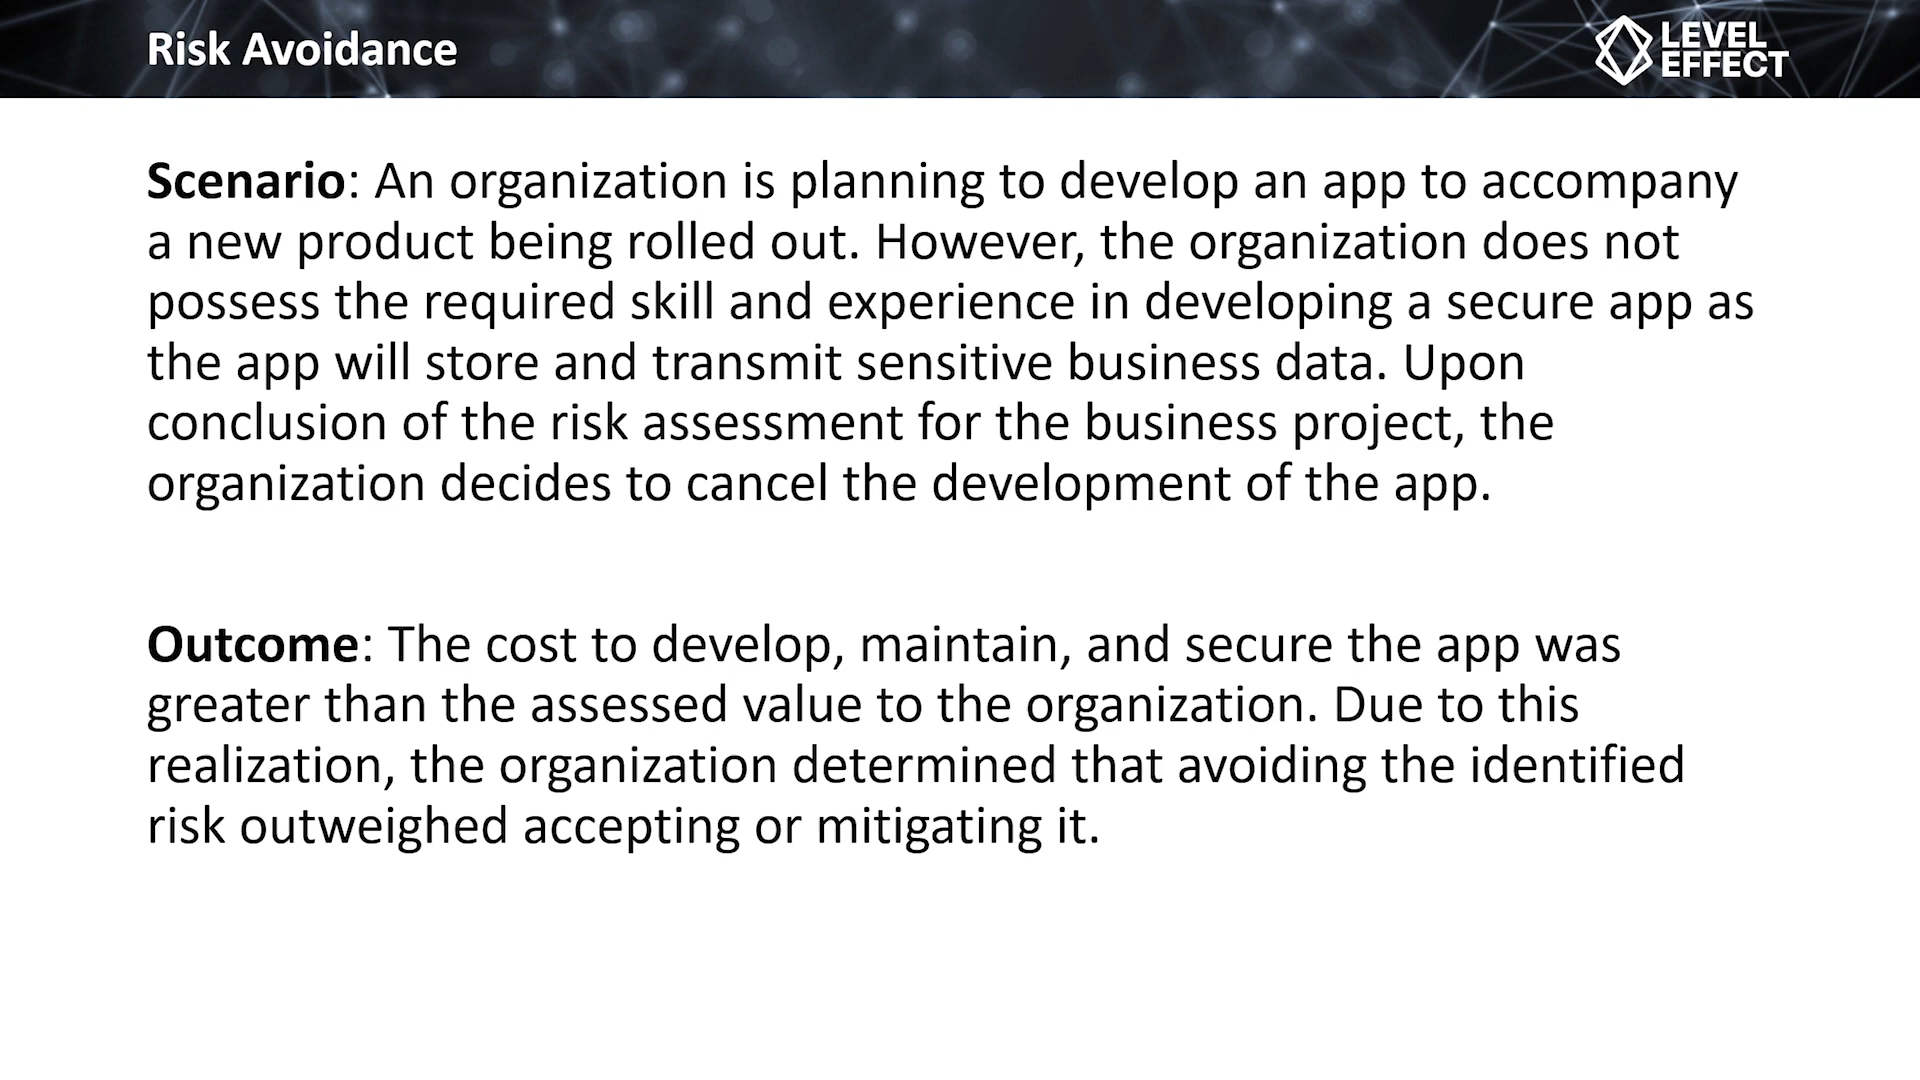 Risk Avoidance
LEVEL
EFFECT
Scenario: An organization is planning to develop an app to accompany
a new product being rolled out. However, the organization does not
possess the required skill and experience in developing a secure app as
the app will store and transmit sensitive business data. Upon
conclusion of the risk assessment for the business project, the
organization decides to cancel the development of the app.
Outcome: The cost to develop, maintain, and secure the app was
greater than the assessed value to the organization. Due to this
realization, the organization determined that avoiding the identified
risk outweighed accepting or mitigating it.